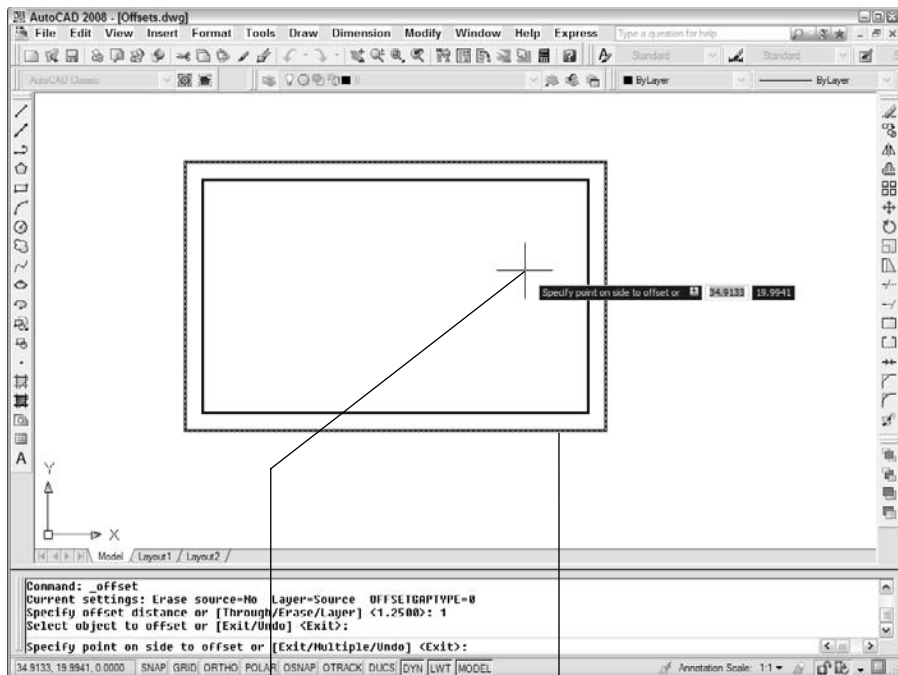 AutoCAD 2008 - [Offsets.dwg]
File Edit View Insert Format Tools Draw Dimension Modify Window Help Express Type a question for help
Standard Standard
AutoCAD Classic 0 ByLayer ByLayer
Specify point on side to offset or 34.9133 19.9941
Y
X
A
Model Layout1 Layout2
Command: _offset
Current settings: Erase source=No Layer=Source OFFSETGAPTYPE=0
Specify offset distance or [Through/Erase/Layer] <1.2500>: 1
Select object to offset or [Exit/Undo] <Exit>:
Specify point on side to offset or [Exit/Multiple/Undo] <Exit>:
34.9133, 19.9941, 0.0000 SNAP GRID ORTHO POLAR OSNAP OTRACK DUCS DYN LWT MODEL Annotation Scale: 1:1